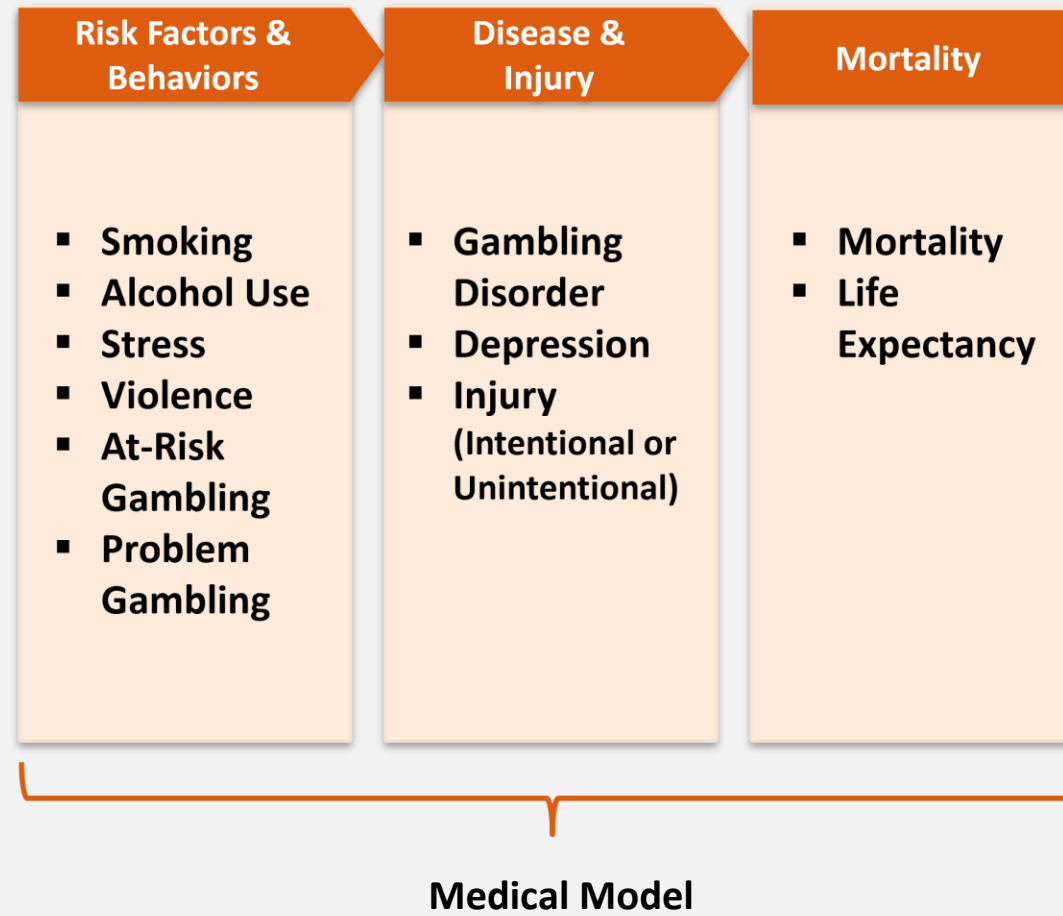 Risk Factors &
Behaviors
▪ Smoking
▪ Alcohol Use
▪ Stress
▪ Violence
▪ At-Risk
Gambling
▪ Problem
Gambling
Disease &
Injury
▪ Gambling
Disorder
▪ Depression
▪ Injury
(Intentional or
Unintentional)
Mortality
▪ Mortality
▪ Life
Expectancy
Medical Model